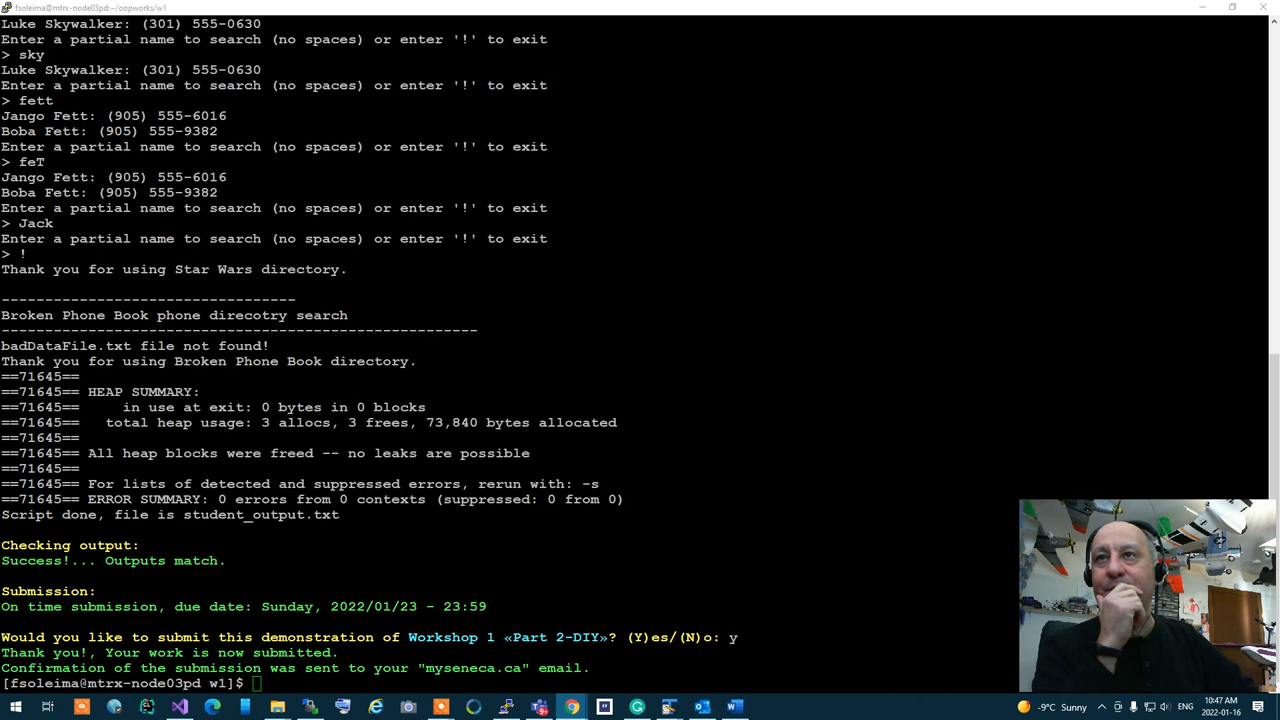 fsoleima@mtrx-node03pd:~/oopworks/w1
Luke Skywalker: (301) 555-0630
Enter a partial name to search (no spaces) or enter '!' to exit
> sky
Luke Skywalker: (301) 555-0630
Enter a partial name to search (no spaces) or enter '!' to exit
> fett
Jango Fett: (905) 555-6016
Boba Fett: (905) 555-9382
Enter a partial name to search (no spaces) or enter '!' to exit
> feT
Jango Fett: (905) 555-6016
Boba Fett: (905) 555-9382
Enter a partial name to search (no spaces) or enter '!' to exit
> Jack
Enter a partial name to search (no spaces) or enter '!' to exit
> !
Thank you for using Star Wars directory.
----------------------------------
Broken Phone Book phone direcotry search
-------------------------------------------------------
badDataFile.txt file not found!
Thank you for using Broken Phone Book directory.
==71645==
==71645== HEAP SUMMARY:
==71645==     in use at exit: 0 bytes in 0 blocks
==71645==   total heap usage: 3 allocs, 3 frees, 73,840 bytes allocated
==71645==
==71645== All heap blocks were freed -- no leaks are possible
==71645==
==71645== For lists of detected and suppressed errors, rerun with: -s
==71645== ERROR SUMMARY: 0 errors from 0 contexts (suppressed: 0 from 0)
Script done, file is student_output.txt
Checking output:
Success!... Outputs match.
Submission:
On time submission, due date: Sunday, 2022/01/23 - 23:59
Would you like to submit this demonstration of Workshop 1 «Part 2-DIY»? (Y)es/(N)o: y
Thank you!, Your work is now submitted.
Confirmation of the submission was sent to your "myseneca.ca" email.
[fsoleima@mtrx-node03pd w1]$
-9°C Sunny
ENG
10:47 AM
2022-01-16